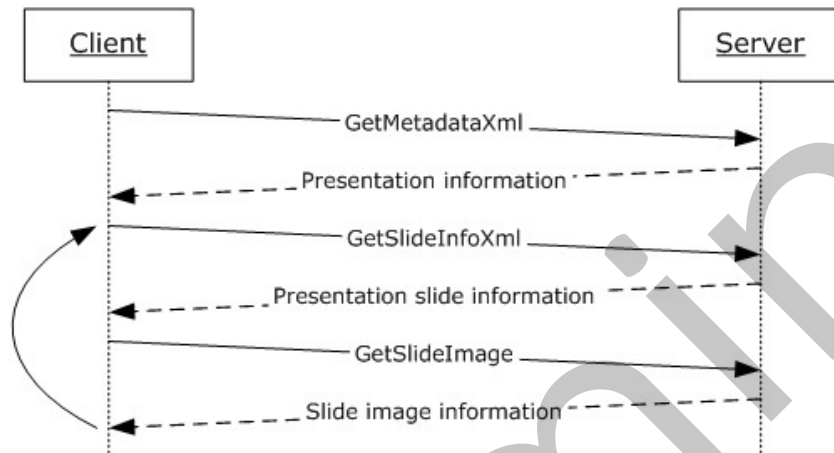 Client
Server
GetMetadataXml
Presentation information
GetSlideInfoXml
Presentation slide information
GetSlideImage
Slide image information